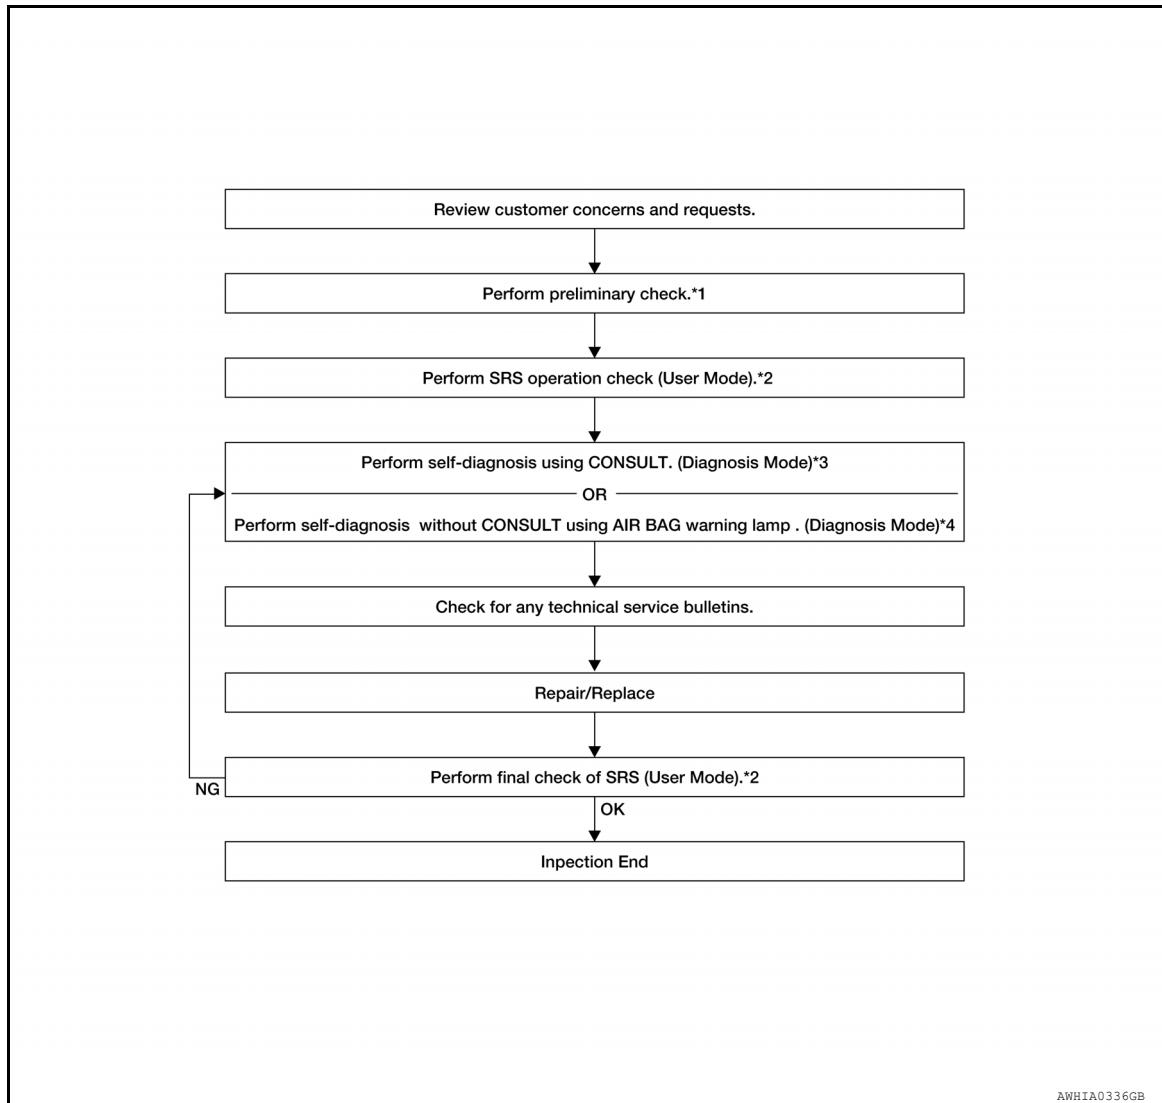 Review customer concerns and requests.
Perform preliminary check.*1
Perform SRS operation check (User Mode).*2
Perform self-diagnosis using CONSULT. (Diagnosis Mode)*3
OR
Perform self-diagnosis without CONSULT using AIR BAG warning lamp . (Diagnosis Mode)*4
Check for any technical service bulletins.
Repair/Replace
Perform final check of SRS (User Mode).*2
NG
OK
Inpection End
AWHIA0336GB